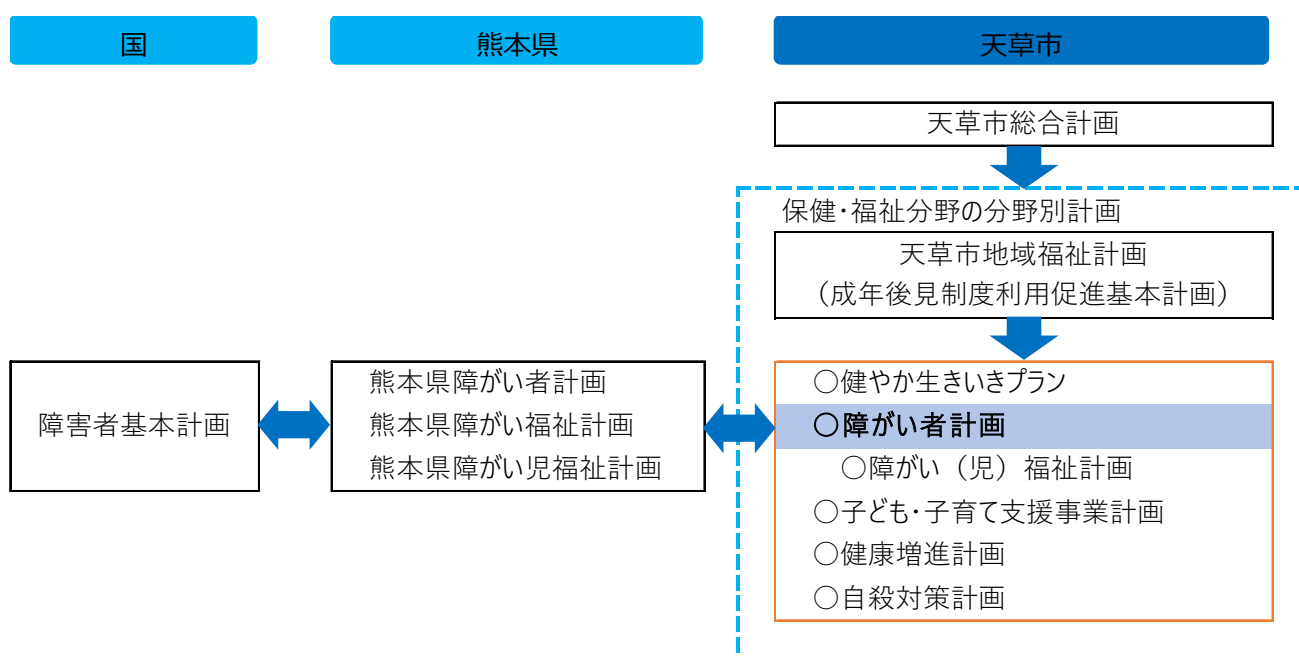 国
熊本県
天草市
天草市総合計画
保健・福祉分野の分野別計画
天草市地域福祉計画
（成年後見制度利用促進基本計画）
障害者基本計画
熊本県障がい者計画
熊本県障がい福祉計画
熊本県障がい児福祉計画
○健やか生きいきプラン
○障がい者計画
○障がい（児）福祉計画
○子ども・子育て支援事業計画
○健康増進計画
○自殺対策計画